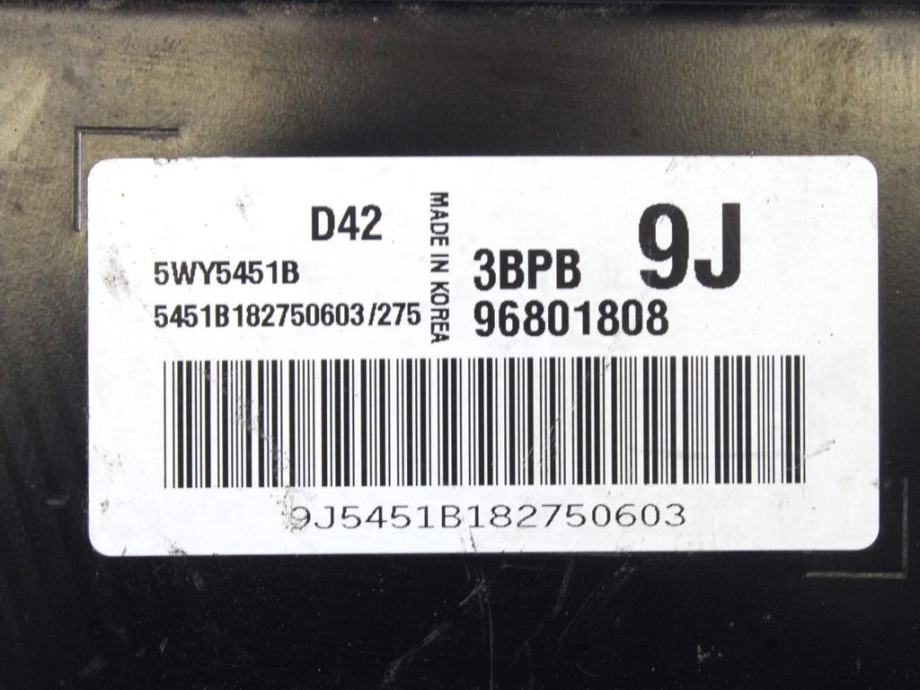 D42
5WY5451B
5451B182750603/275
MADE IN KOREA
3BPB 9J
96801808
9J5451B182750603